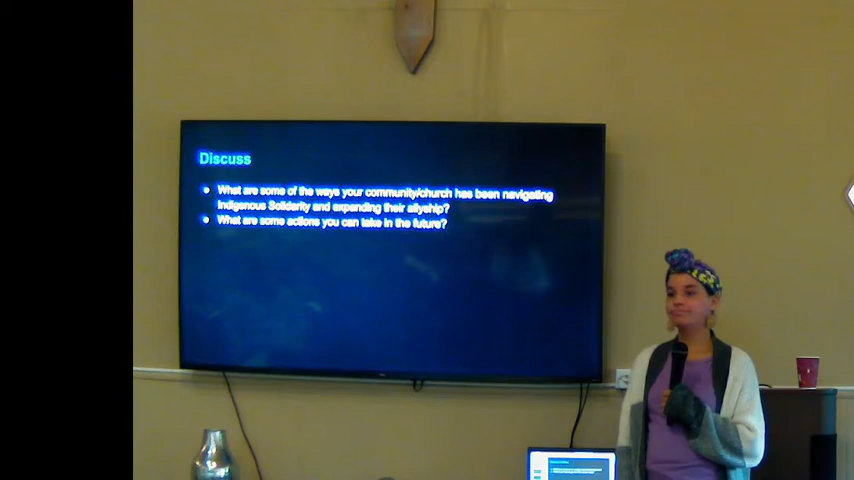 Discuss
● What are some of the ways your community/church has been navigating
Indigenous Solidarity and expanding their allyship?
● What are some actions you can take in the future?